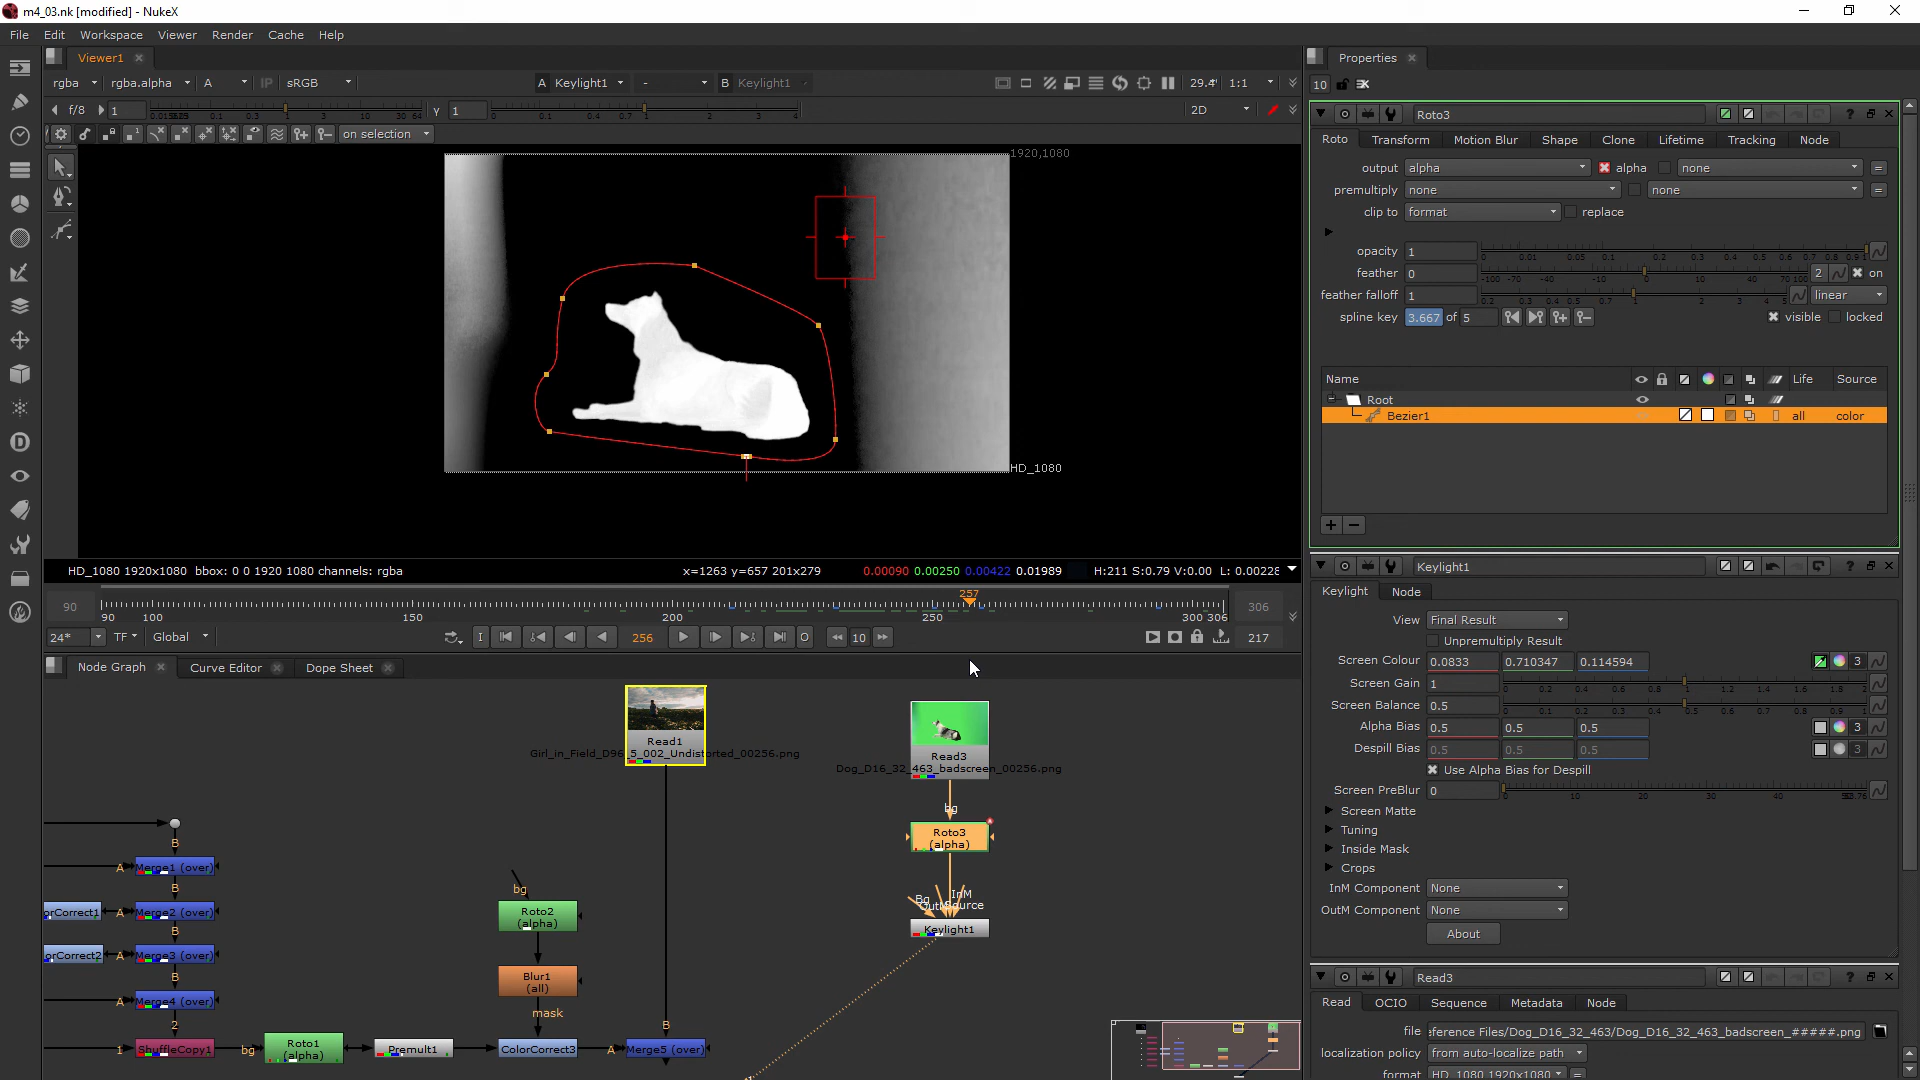 m4_03.nk [modified] - NukeX
File Edit Workspace Viewer Render Cache Help
Viewer1
rgba rgba.alpha A IP sRGB A Keylight1 - B Keylight1 29.4 1:1
f/8 1 Y 1 2D
on selection
1920,1080
HD_1080
HD_1080 1920x1080 bbox: 0 0 1920 1080 channels: rgba x=1263 y=657 201x279 0.00090 0.00250 0.00422 0.01989 H:211 S:0.79 V:0.00 L: 0.00228
257
90 306
90 100 150 200 250 300 306
24* TF Global I 256 O 10 217
Node Graph Curve Editor Dope Sheet
Read1
Girl_in_Field_D96_5_002_Undistorted_00256.png
Read3
Dog_D16_32_463_badscreen_00256.png
bg
Roto3
(alpha)
Bg InM
Source
Keylight1
B
A Merge1 (over)
B
bg
Roto2
(alpha)
orCorrect1 A Merge2 (over)
B
orCorrect2 A Merge3 (over)
B
Blur1
(all)
A Merge4 (over)
mask
2
B
1 ShuffleCopy1 bg Roto1
(alpha)
Premult1 ColorCorrect3 A Merge5 (over)
Properties
10
Roto3
Roto Transform Motion Blur Shape Clone Lifetime Tracking Node
output alpha alpha none =
premultiply none none =
clip to format replace
opacity 1
feather 0 2 on
feather falloff 1 linear
spline key 3.667 of 5 visible locked
Name Life Source
Root
Bezier1 all color
Keylight1
Keylight Node
View Final Result
Unpremultiply Result
Screen Colour 0.0833 0.710347 0.114594 3
Screen Gain 1
Screen Balance 0.5
Alpha Bias 0.5 0.5 0.5 3
Despill Bias 0.5 0.5 0.5 3
Use Alpha Bias for Despill
Screen PreBlur 0
Screen Matte
Tuning
Inside Mask
Crops
InM Component None
OutM Component None
About
Read3
Read OCIO Sequence Metadata Node
file eference Files/Dog_D16_32_463/Dog_D16_32_463_badscreen_#####.png
localization policy from auto-localize path
format HD_1080 1920x1080 =